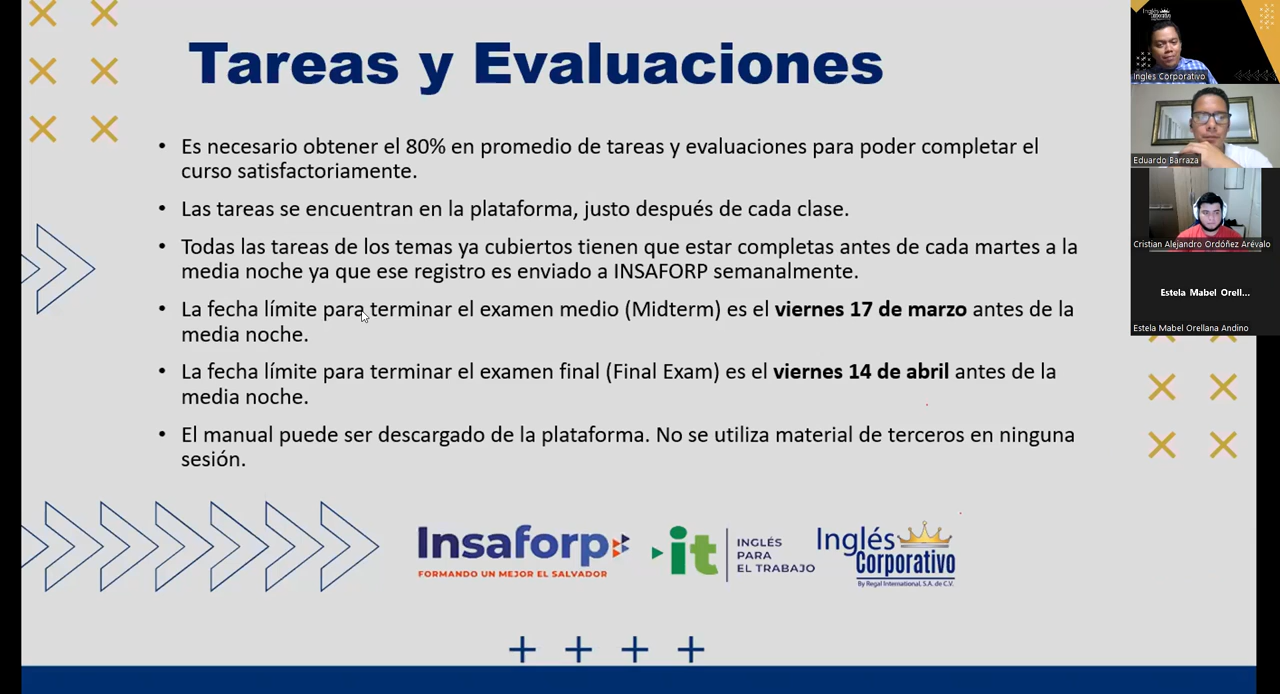 Tareas y Evaluaciones
• Es necesario obtener el 80% en promedio de tareas y evaluaciones para poder completar el
curso satisfactoriamente.
• Las tareas se encuentran en la plataforma, justo después de cada clase.
• Todas las tareas de los temas ya cubiertos tienen que estar completas antes de cada martes a la
media noche ya que ese registro es enviado a INSAFORP semanalmente.
• La fecha límite para terminar el examen medio (Midterm) es el viernes 17 de marzo antes de la
media noche.
• La fecha límite para terminar el examen final (Final Exam) es el viernes 14 de abril antes de la
media noche.
• El manual puede ser descargado de la plataforma. No se utiliza material de terceros en ninguna
sesión.
Insaforp
FORMANDO UN MEJOR EL SALVADOR
it
INGLÉS
PARA
EL TRABAJO
Inglés
Corporativo
By Regal International, S.A. de C.V.
Inglés
Corporativo
Ingles Corporativo
Eduardo Barraza
Cristian Alejandro Ordóñez Arévalo
Estela Mabel Orell...
Estela Mabel Orellana Andino